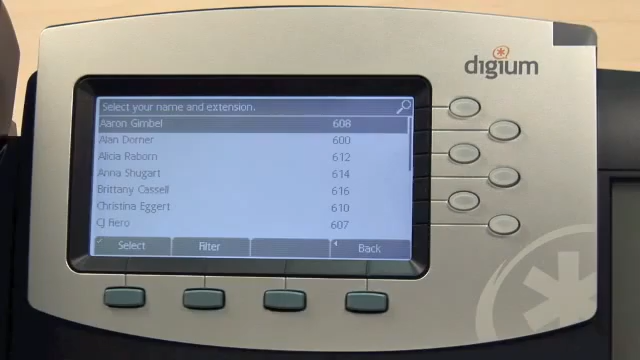 digium
Select your name and extension.
Aaron Gimbel 608
Alan Dorner 600
Alicia Raborn 612
Anna Shugart 614
Brittany Cassell 616
Christina Eggert 610
CJ Fiero 607
Select Filter Back